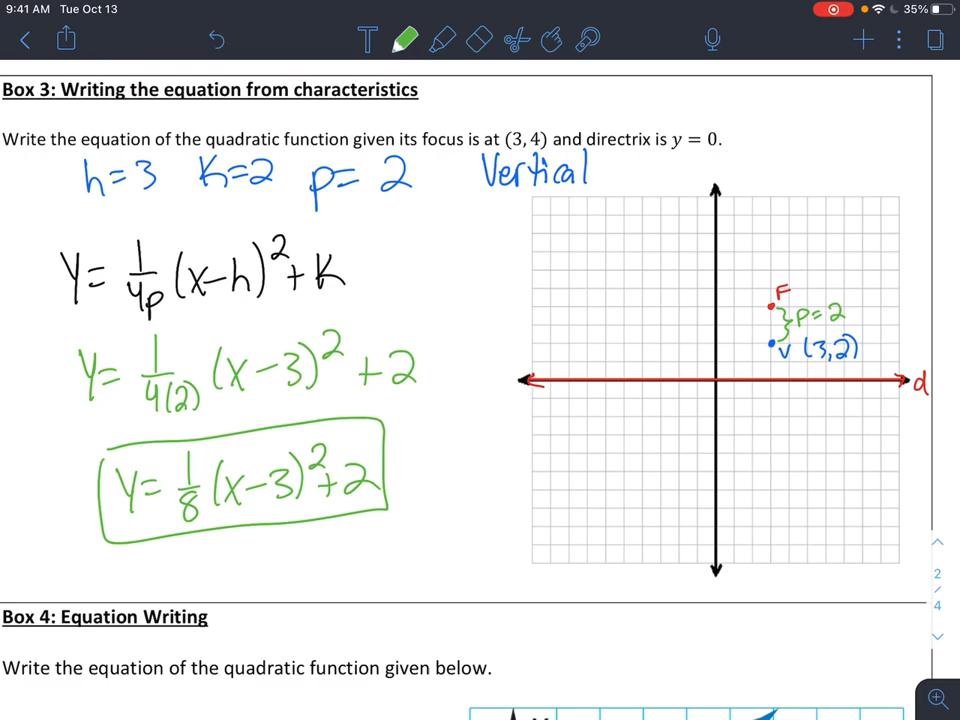 9:41 AM Tue Oct 13
35%
T
Box 3: Writing the equation from characteristics
Write the equation of the quadratic function given its focus is at (3, 4) and directrix is y = 0.
h=3 K=2 p= 2 Vertical
Y= 1/4p (x-h)² + K
Y= 1/4(2) (x-3)² + 2
Y= 1/8 (x-3)² + 2
F
} p=2
V (3,2)
d
2
/
4
Box 4: Equation Writing
Write the equation of the quadratic function given below.